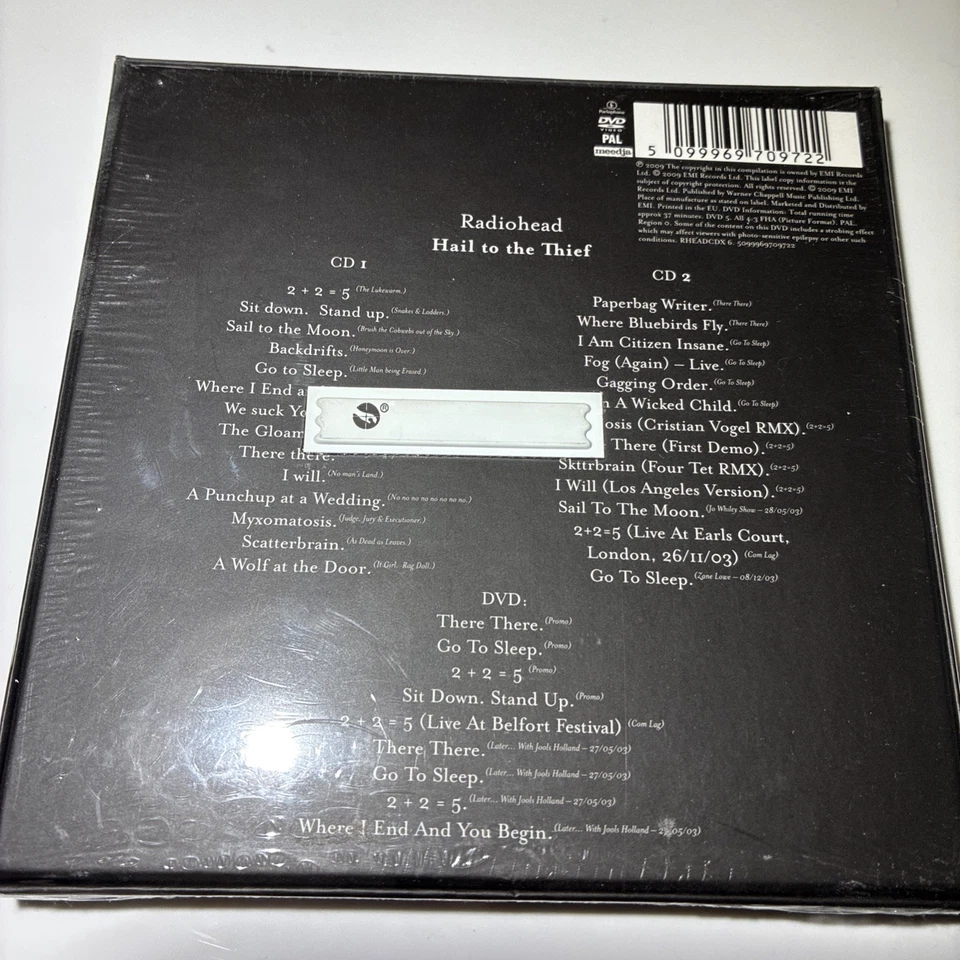 Parlophone
DVD
VIDEO
PAL
meedja
5 099969 709722
℗ 2009 The copyright in this compilation is owned by EMI Records
Ltd. © 2009 EMI Records Ltd. This label copy information is the
subject of copyright protection. All rights reserved. © 2009 EMI
Records Ltd. Published by Warner Chappell Music Publishing Ltd.
Place of manufacture as stated on label. Marketed and Distributed by
EMI. Printed in the EU. DVD Information: Total running time
approx 37 minutes. DVD 5. All 4:3 FHA (Picture Format). PAL.
Region 0. Some of the content on this DVD includes a strobing effect
which may affect viewers with photo-sensitive epilepsy or other such
conditions. RHEADCDX 6. 5099969709722
Radiohead
Hail to the Thief
CD 1
2 + 2 = 5 (The Lukewarm.)
Sit down. Stand up. (Snakes & Ladders.)
Sail to the Moon. (Brush the Cobwebs out of the Sky.)
Backdrifts. (Honeymoon is Over.)
Go to Sleep. (Little Man being Erased.)
Where I End a
We suck Yo
The Gloam
There there.
I will. (No man's Land.)
A Punchup at a Wedding. (No no no no no no no no.)
Myxomatosis. (Judge, Jury & Executioner.)
Scatterbrain. (As Dead as Leaves.)
A Wolf at the Door. (It Girl. Rag Doll.)
CD 2
Paperbag Writer. (There There)
Where Bluebirds Fly. (There There)
I Am Citizen Insane. (Go To Sleep)
Fog (Again) – Live. (Go To Sleep)
Gagging Order. (Go To Sleep)
A Wicked Child. (Go To Sleep)
osis (Cristian Vogel RMX). (2+2=5)
There (First Demo). (2+2=5)
Skttrbrain (Four Tet RMX). (2+2=5)
I Will (Los Angeles Version). (2+2=5)
Sail To The Moon. (Jo Whiley Show – 28/05/03)
2+2=5 (Live At Earls Court,
London, 26/11/03) (Com Lag)
Go To Sleep. (Zane Lowe – 08/12/03)
DVD:
There There. (Promo)
Go To Sleep. (Promo)
2 + 2 = 5 (Promo)
Sit Down. Stand Up. (Promo)
2 + 2 = 5 (Live At Belfort Festival) (Com Lag)
There There. (Later... With Jools Holland – 27/05/03)
Go To Sleep. (Later... With Jools Holland – 27/05/03)
2 + 2 = 5. (Later... With Jools Holland – 27/05/03)
Where I End And You Begin. (Later... With Jools Holland – 27/05/03)